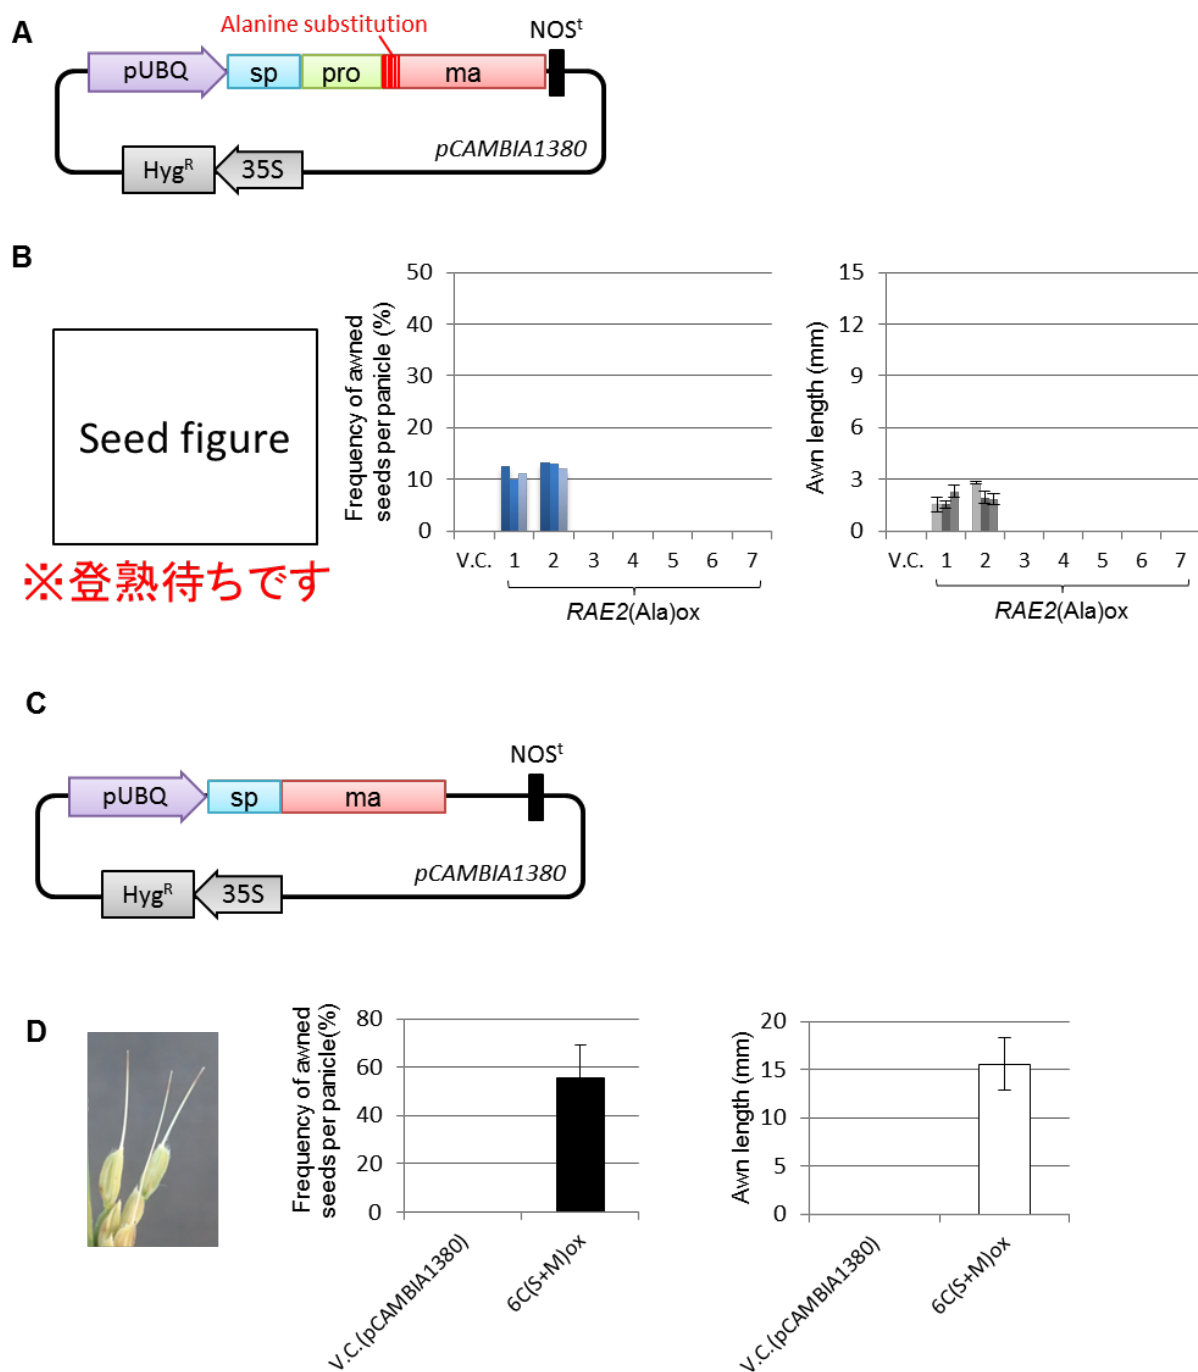 A
Alanine substitution
NOSᵗ
pUBQ sp pro ma
Hygᴿ 35S pCAMBIA1380
B
Seed figure
※登熟待ちです
Frequency of awned
seeds per panicle (%)
50
40
30
20
10
0
V.C. 1 2 3 4 5 6 7
RAE2(Ala)ox
Awn length (mm)
15
12
9
6
3
0
V.C. 1 2 3 4 5 6 7
RAE2(Ala)ox
C
NOSᵗ
pUBQ sp ma
Hygᴿ 35S pCAMBIA1380
D
Frequency of awned
seeds per panicle(%)
80
60
40
20
0
V.C.(pCAMBIA1380)
6C(S+M)ox
Awn length (mm)
20
15
10
5
0
V.C.(pCAMBIA1380)
6C(S+M)ox